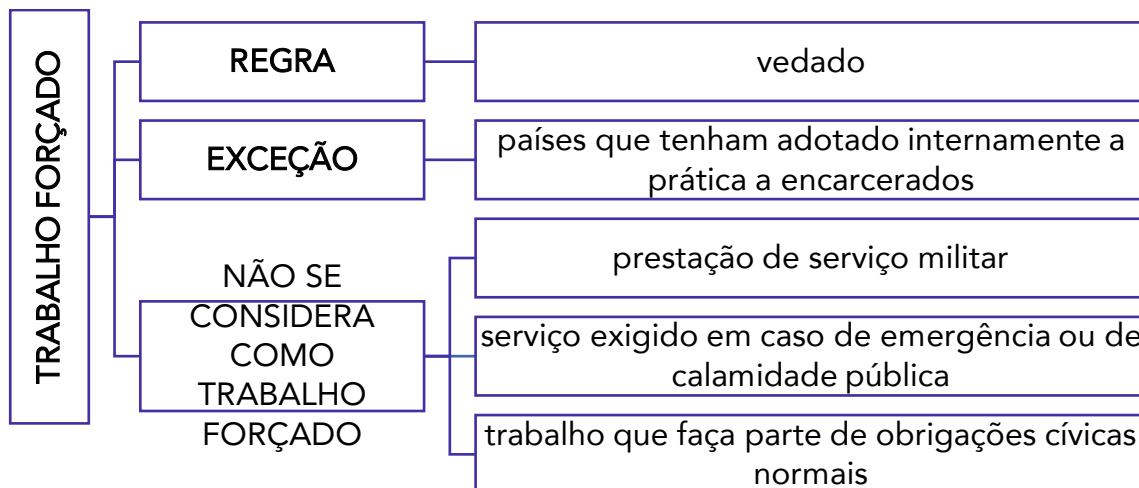 TRABALHO FORÇADO
REGRA
vedado
EXCEÇÃO
países que tenham adotado internamente a
prática a encarcerados
NÃO SE
CONSIDERA
COMO
TRABALHO
FORÇADO
prestação de serviço militar
serviço exigido em caso de emergência ou de
calamidade pública
trabalho que faça parte de obrigações cívicas
normais